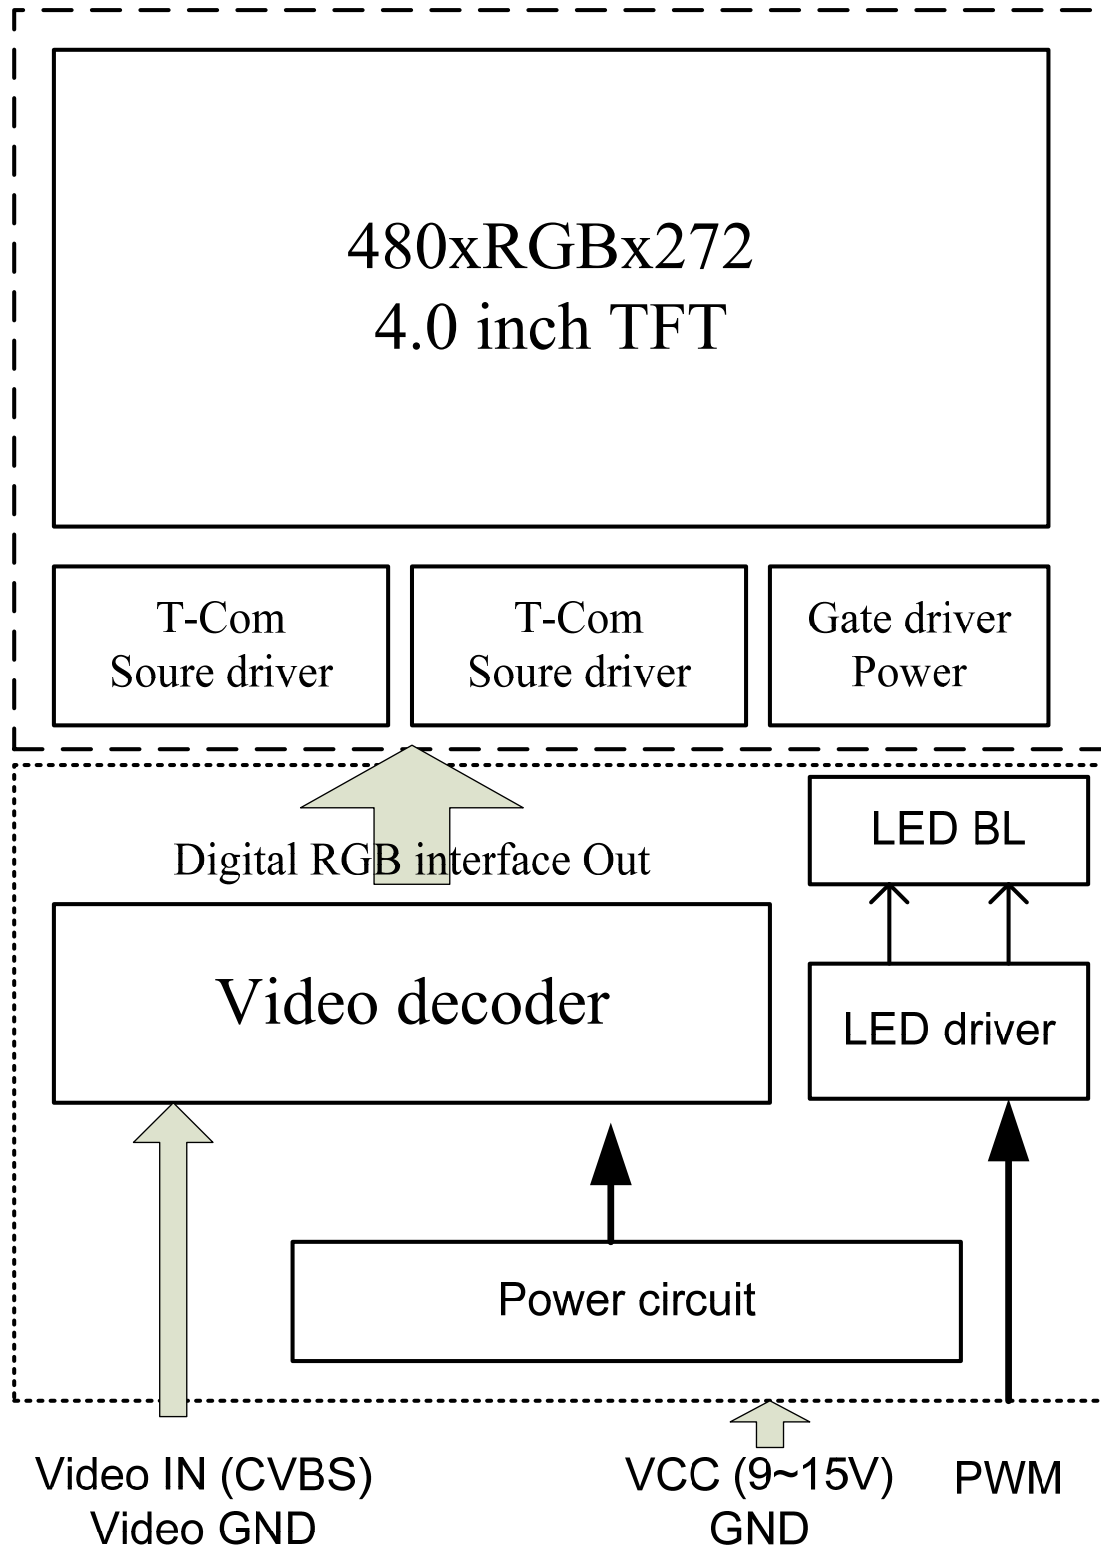 480xRGBx272
4.0 inch TFT
T-Com
Soure driver
T-Com
Soure driver
Gate driver
Power
LED BL
Digital RGB interface Out
Video decoder
LED driver
Power circuit
Video IN (CVBS)
Video GND
VCC (9~15V)
GND
PWM